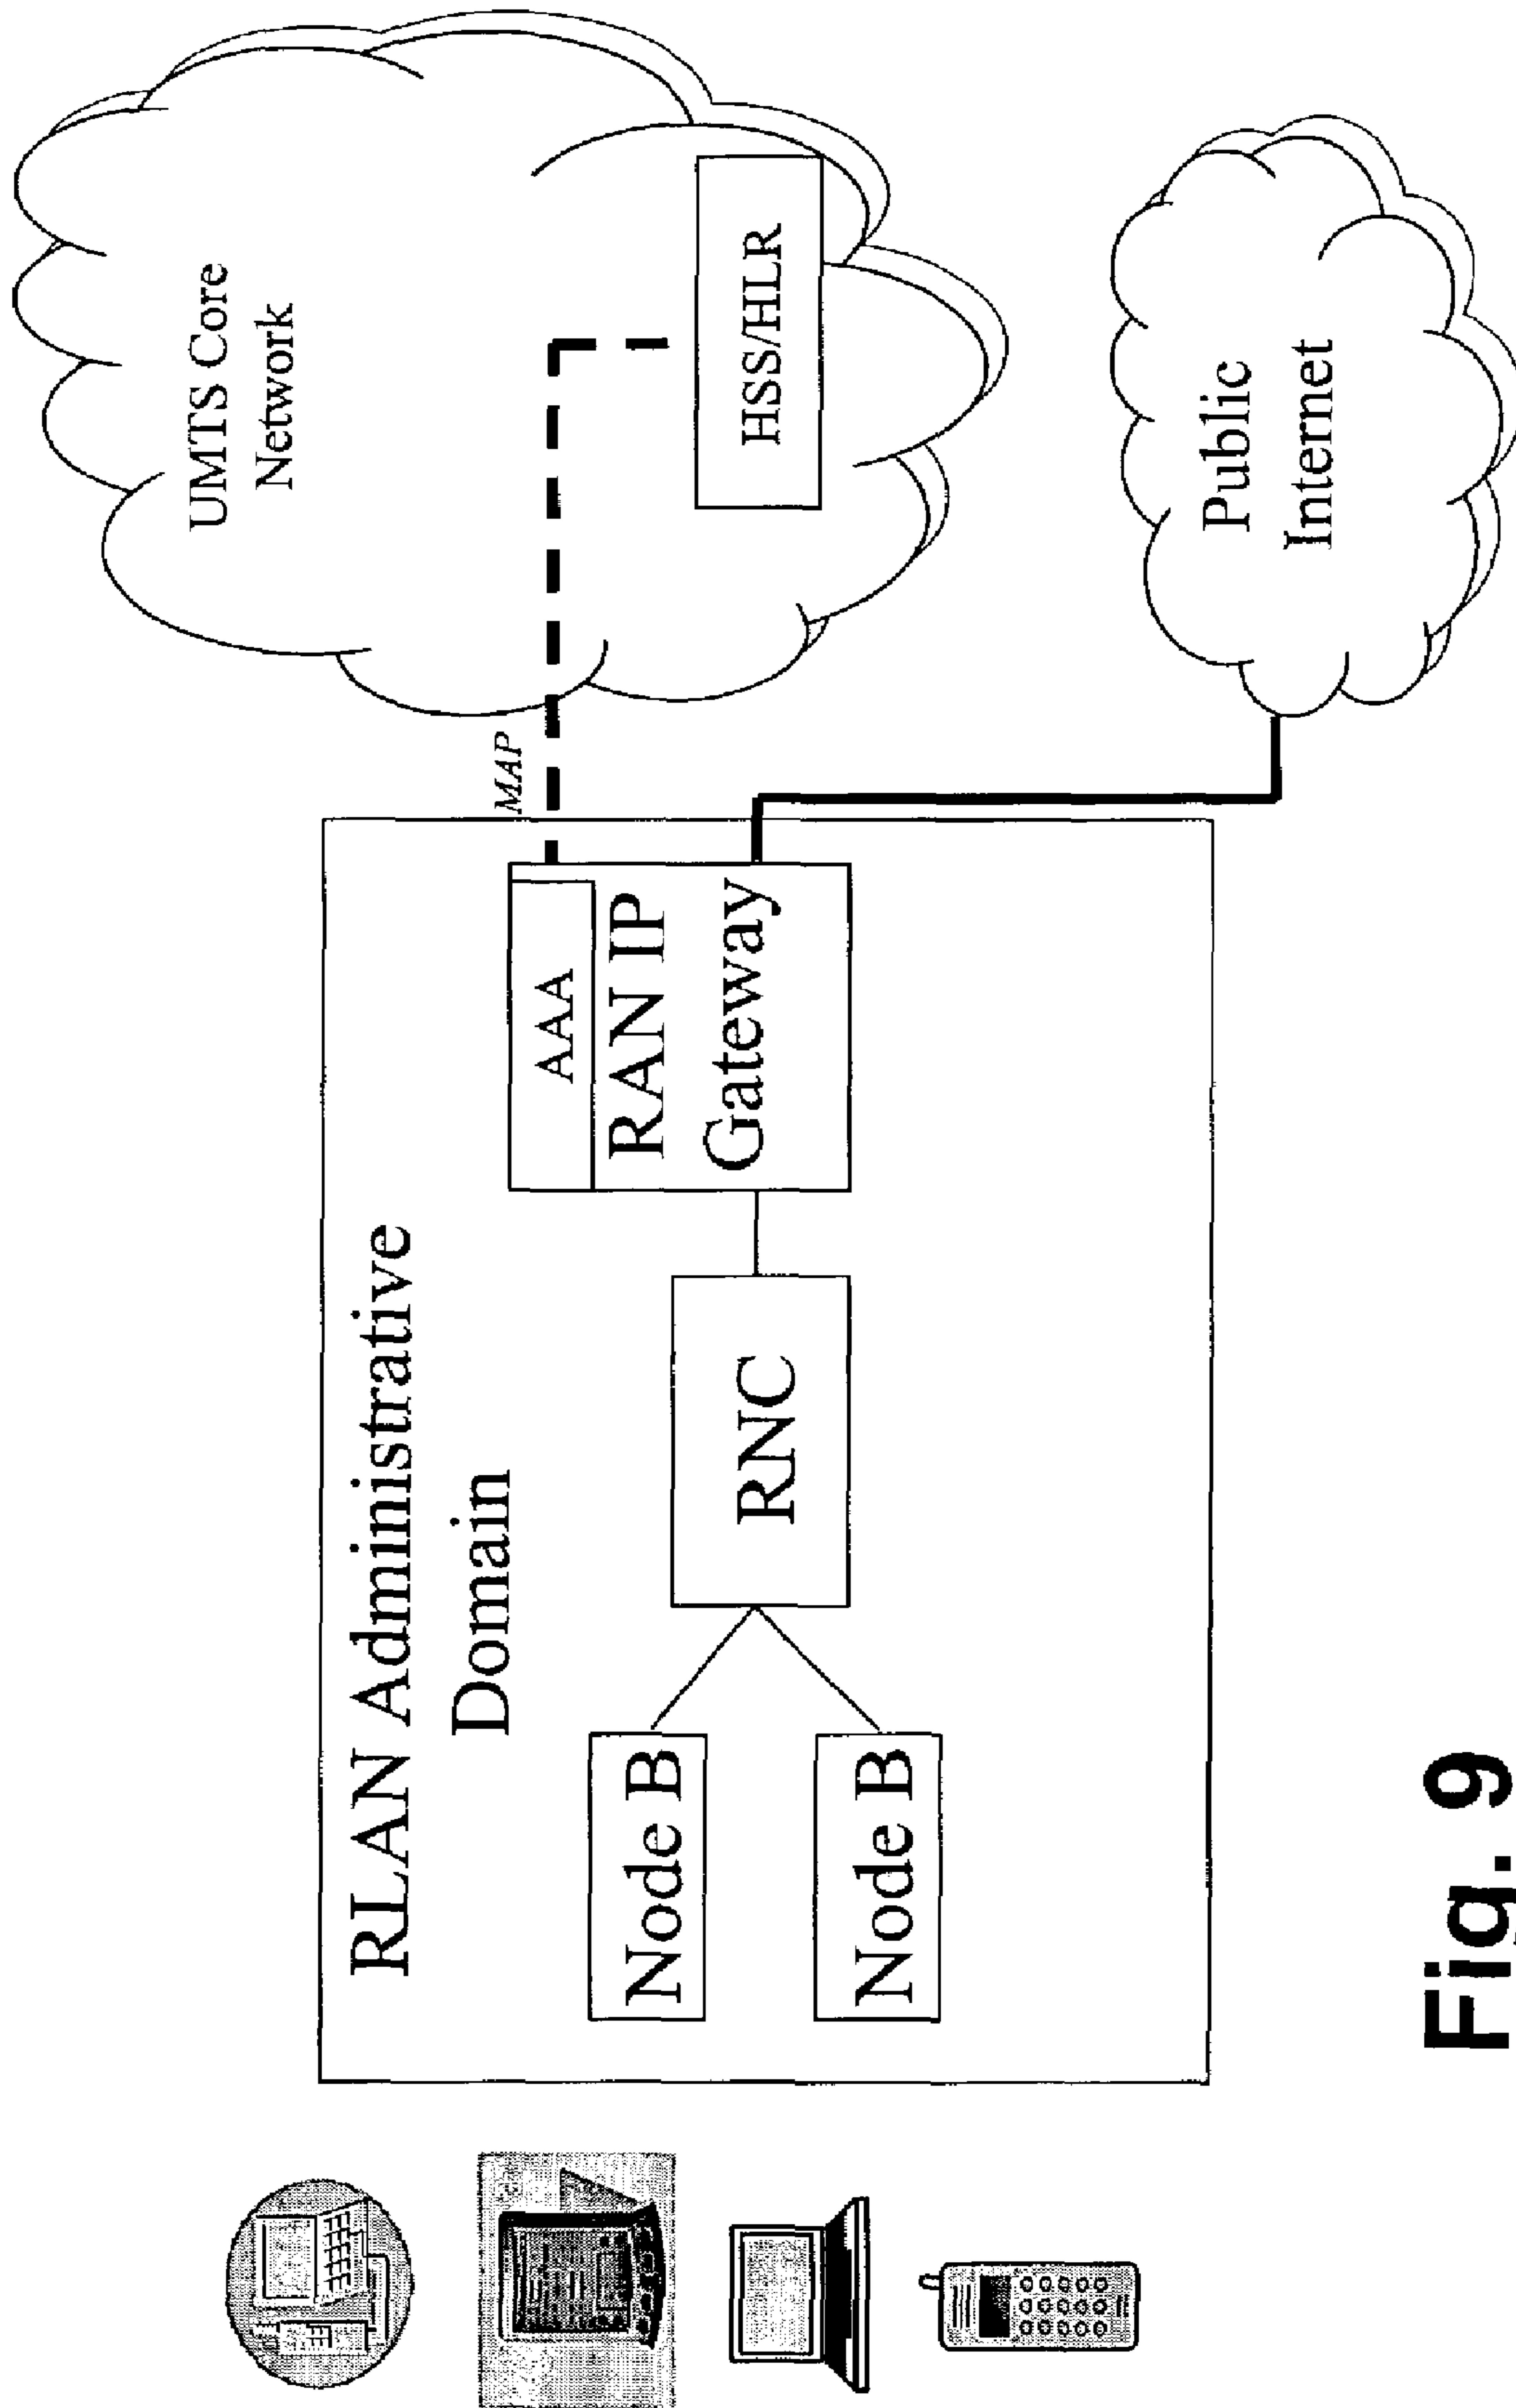 RLAN Administrative
Domain
Node B
Node B
RNC
AAA
RAN IP
Gateway
MAP
UMTS Core
Network
HSS/HLR
Public
Internet
Fig. 9